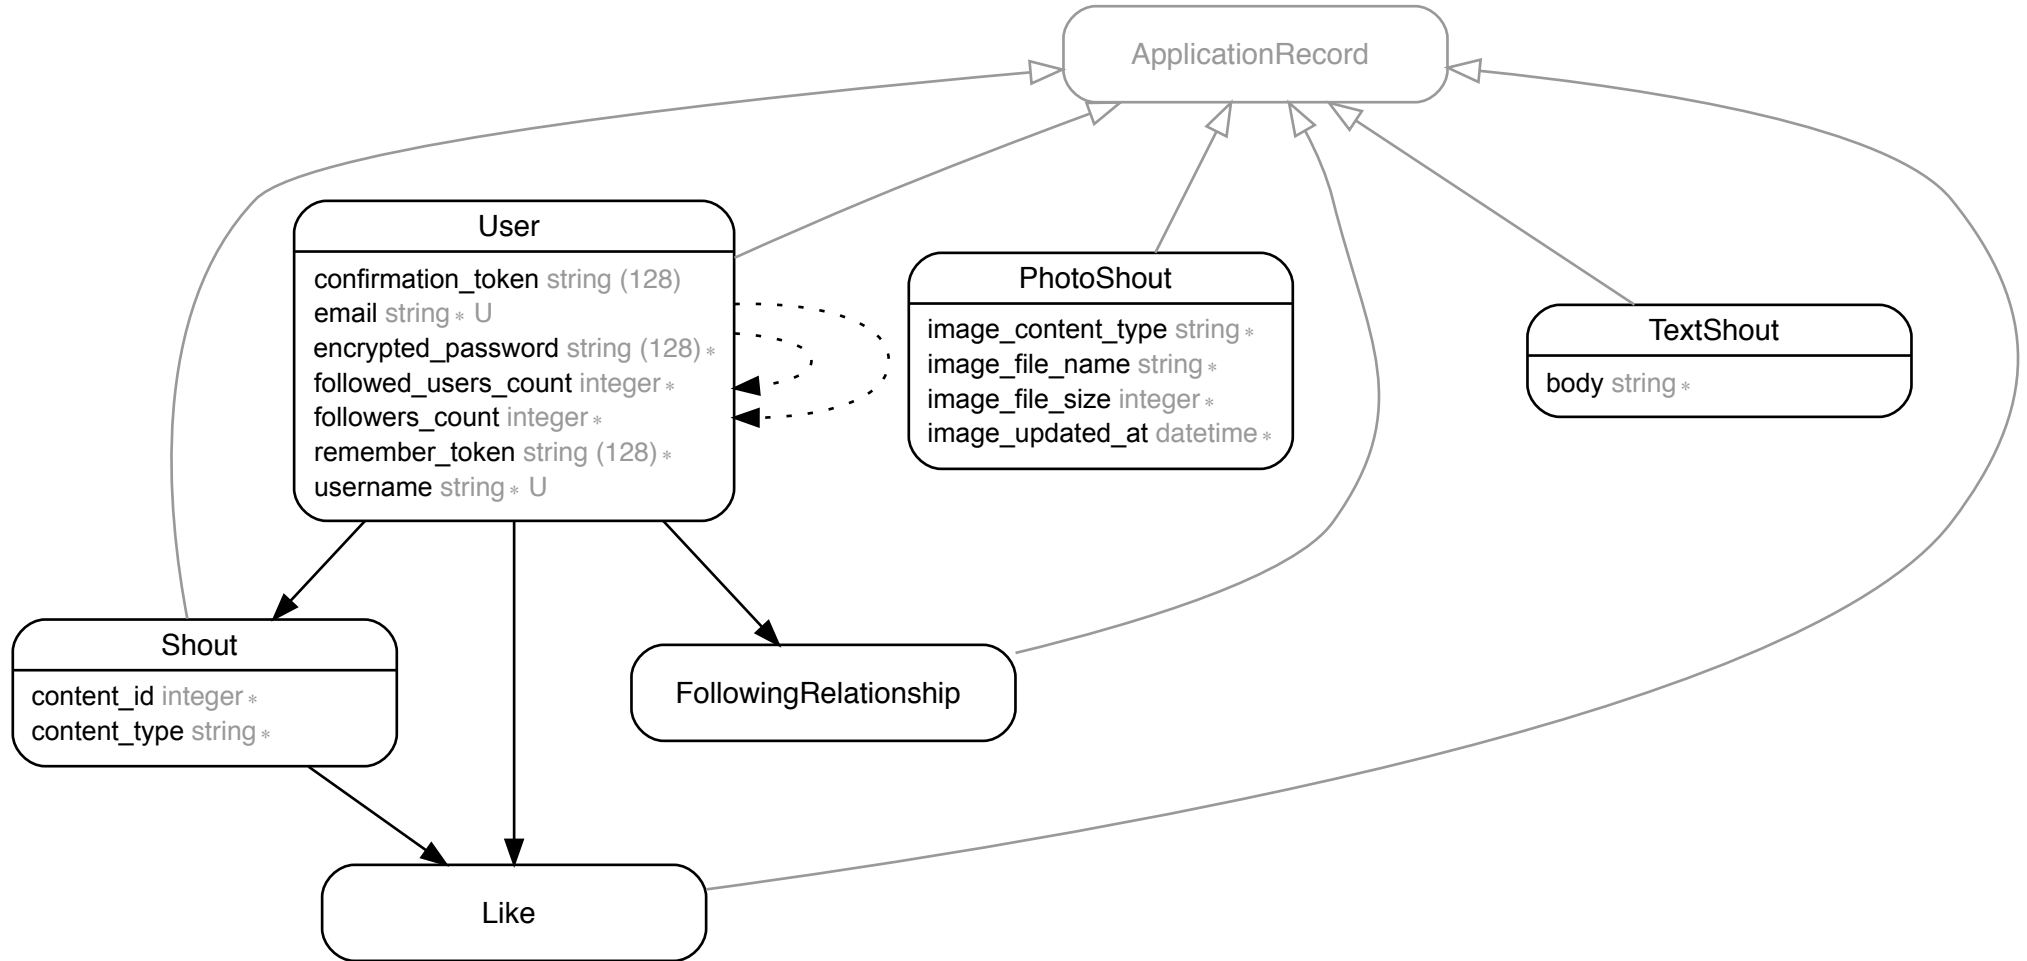 ApplicationRecord
User
confirmation_token string (128)
email string* U
encrypted_password string (128)*
followed_users_count integer*
followers_count integer*
remember_token string (128)*
username string* U
PhotoShout
image_content_type string*
image_file_name string*
image_file_size integer*
image_updated_at datetime*
TextShout
body string*
Shout
content_id integer*
content_type string*
FollowingRelationship
Like